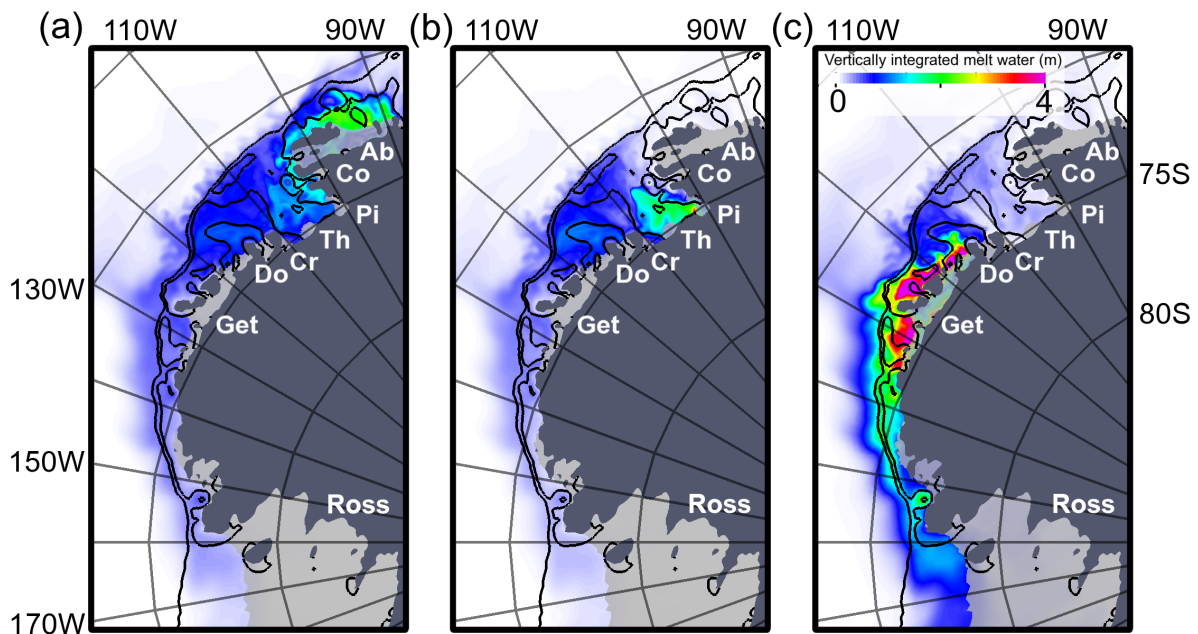 (a) 110W 90W (b) 110W 90W (c) 110W 90W
Vertically integrated melt water (m)
0 4
Ab Ab Ab
Co Co Co
75S
Pi Pi Pi
Th Th Th
Cr Cr Cr
Do Do Do
130W
80S
Get Get Get
150W
Ross Ross Ross
170W